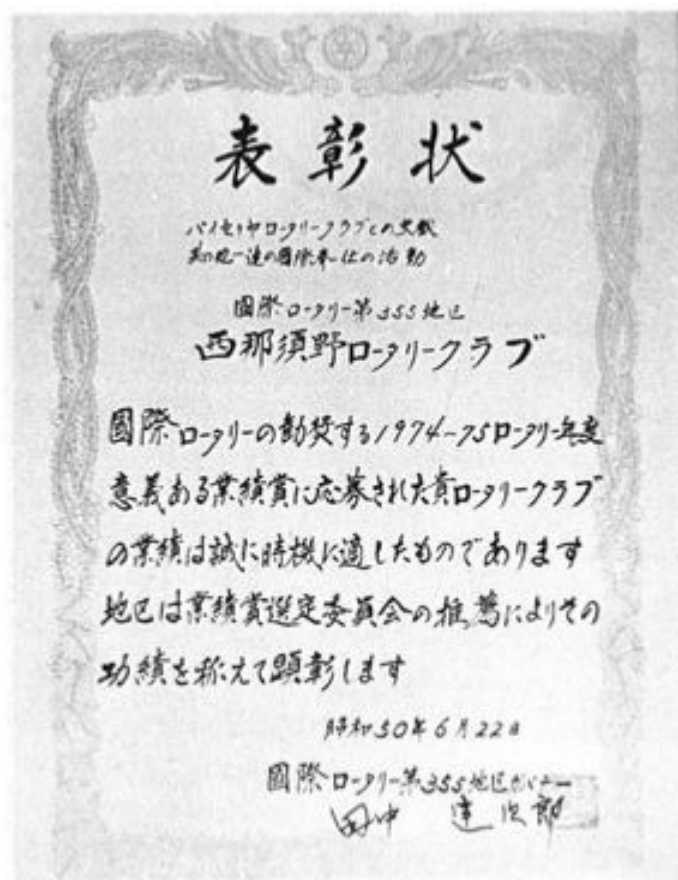 表彰状
バイセリヤロータリークラブとの文献
其の他一連の国際奉仕の活動
國際ロータリー第355地区
西那須野ロータリークラブ
國際ロータリーの勧奨する1974~75ロータリー年度
意義ある業績賞に応募された貴ロータリークラブ
の業績は誠に時機に適したものであります
地区は業績賞選定委員会の推薦によりその
功績を称えて顕彰します
昭和50年6月22日
國際ロータリー第355地区ガバナー
田中